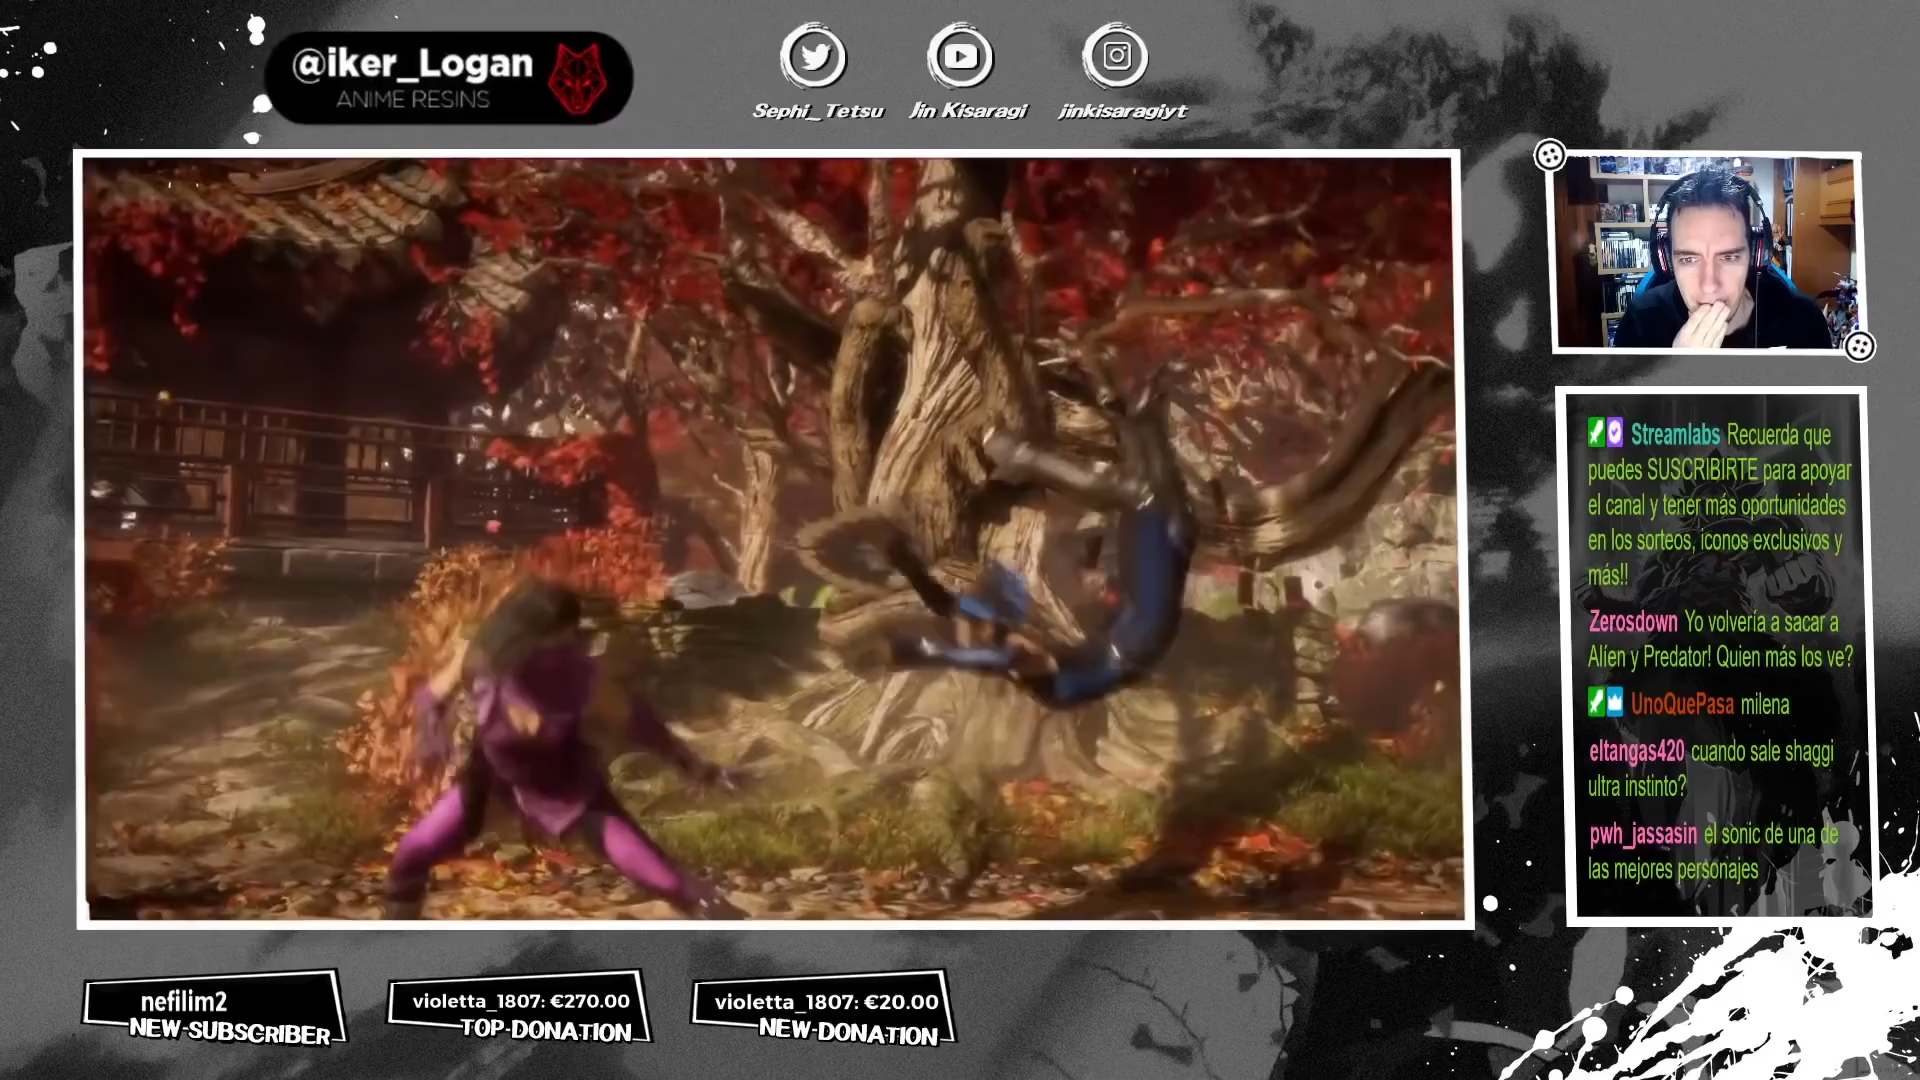 @iker_Logan
ANIME RESINS
Sephi_Tetsu
Jin Kisaragi
jinkisaragiyt
Streamlabs Recuerda que
puedes SUSCRIBIRTE para apoyar
el canal y tener más oportunidades
en los sorteos, iconos exclusivos y
más!!
Zerosdown Yo volvería a sacar a
Alíen y Predator! Quien más los ve?
UnoQuePasa milena
eltangas420 cuando sale shaggi
ultra instinto?
pwh_jassasin el sonic de una de
las mejores personajes
nefilim2
NEW-SUBSCRIBER
violetta_1807: €270.00
TOP-DONATION
violetta_1807: €20.00
NEW-DONATION